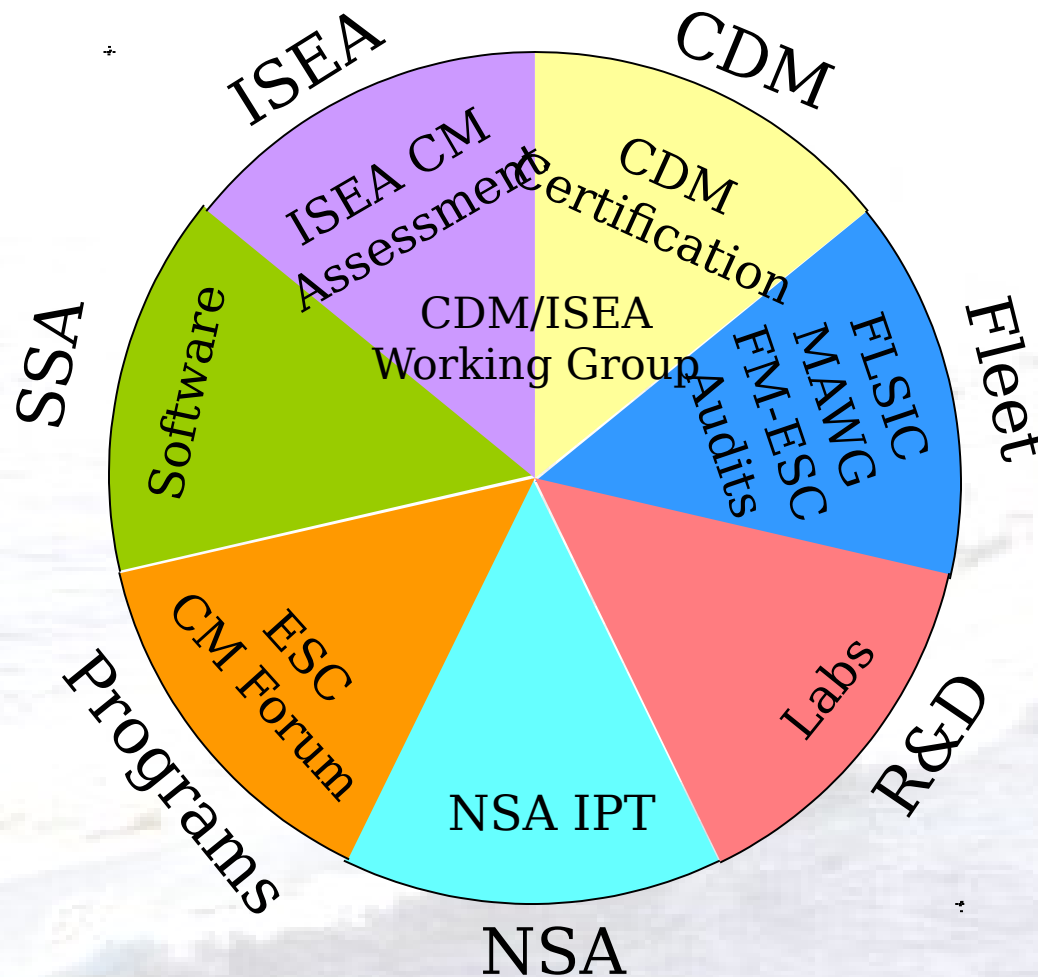 ISEA
CDM
ISEA CM
Assessment
CDM
Certification
CDM/ISEA
Working Group
SSA
Software
Fleet
FLSIC
MAWG
FM-ESC
Audits
Programs
ESC
CM Forum
R&D
Labs
NSA IPT
NSA